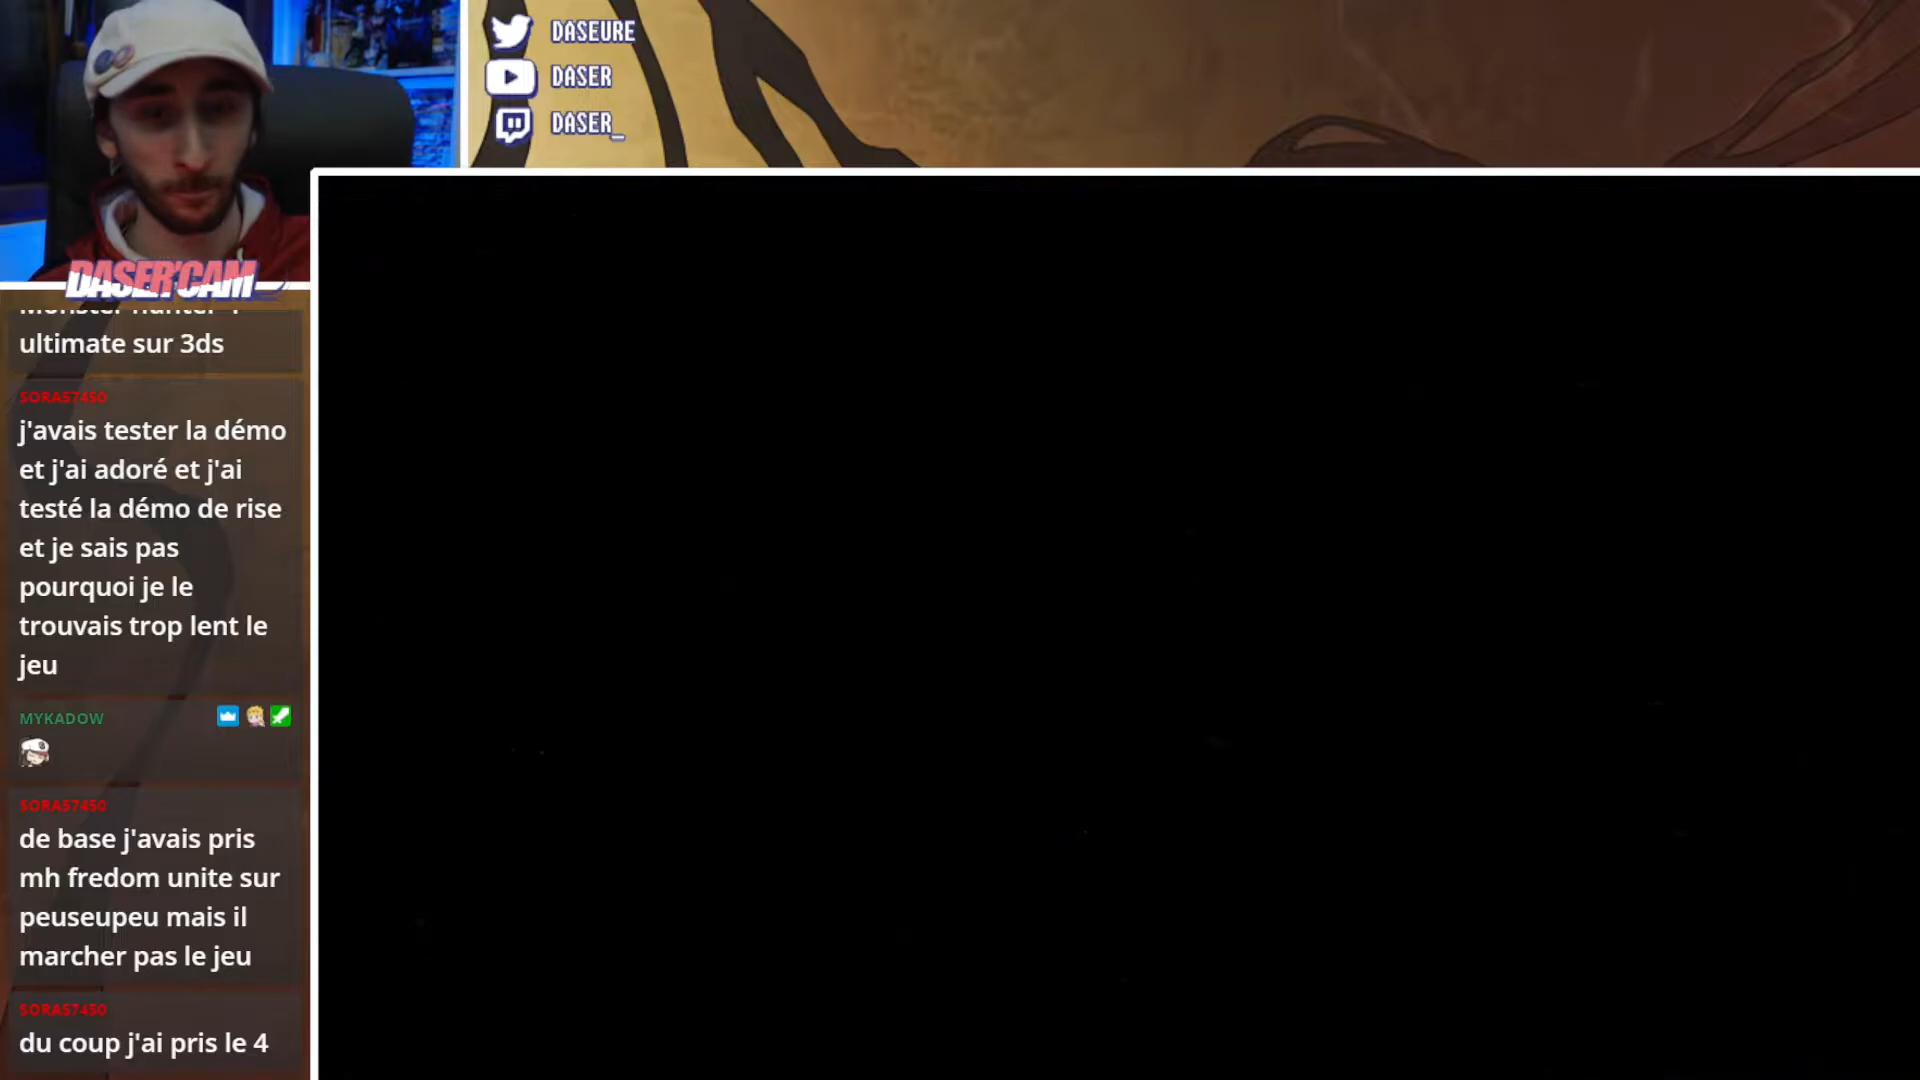 DASEURE
DASER
DASER_
DASER'CAM
Monster hunter 4
ultimate sur 3ds
SORA57450
j'avais tester la démo
et j'ai adoré et j'ai
testé la démo de rise
et je sais pas
pourquoi je le
trouvais trop lent le
jeu
MYKADOW
SORA57450
de base j'avais pris
mh fredom unite sur
peuseupeu mais il
marcher pas le jeu
SORA57450
du coup j'ai pris le 4